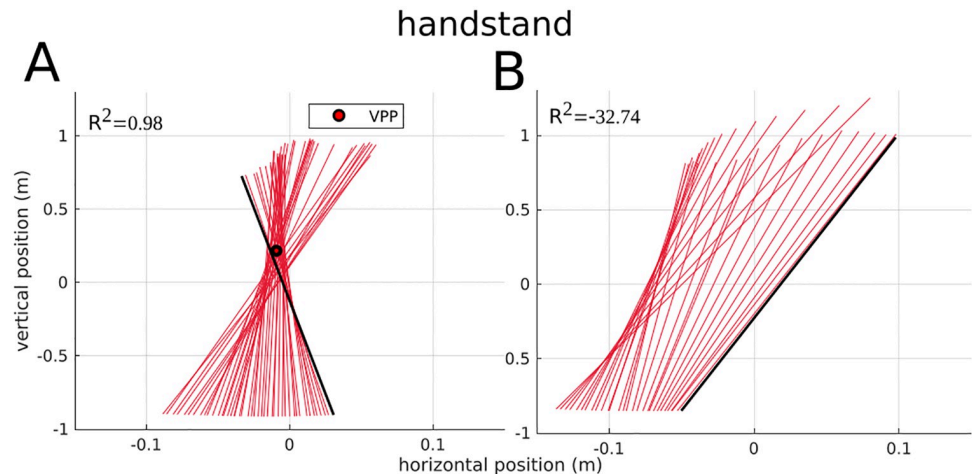 handstand
A
B
R²=0.98
VPP
R²=-32.74
vertical position (m)
1
0.5
0
-0.5
-1
-0.1
0
0.1
1
0.5
0
0.5
-1
-0.1
0
0.1
horizontal position (m)